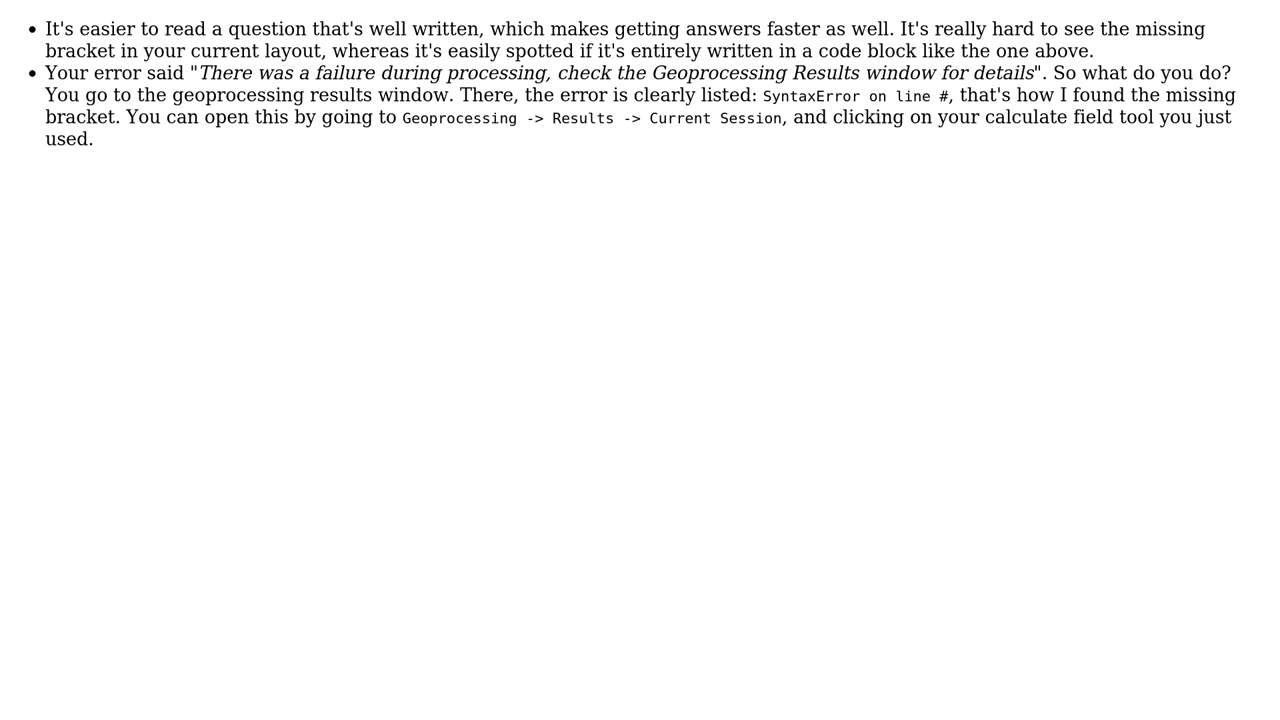 It's easier to read a question that's well written, which makes getting answers faster as well. It's really hard to see the missing
bracket in your current layout, whereas it's easily spotted if it's entirely written in a code block like the one above.
Your error said "There was a failure during processing, check the Geoprocessing Results window for details". So what do you do?
You go to the geoprocessing results window. There, the error is clearly listed: SyntaxError on line #, that's how I found the missing
bracket. You can open this by going to Geoprocessing -> Results -> Current Session, and clicking on your calculate field tool you just
used.